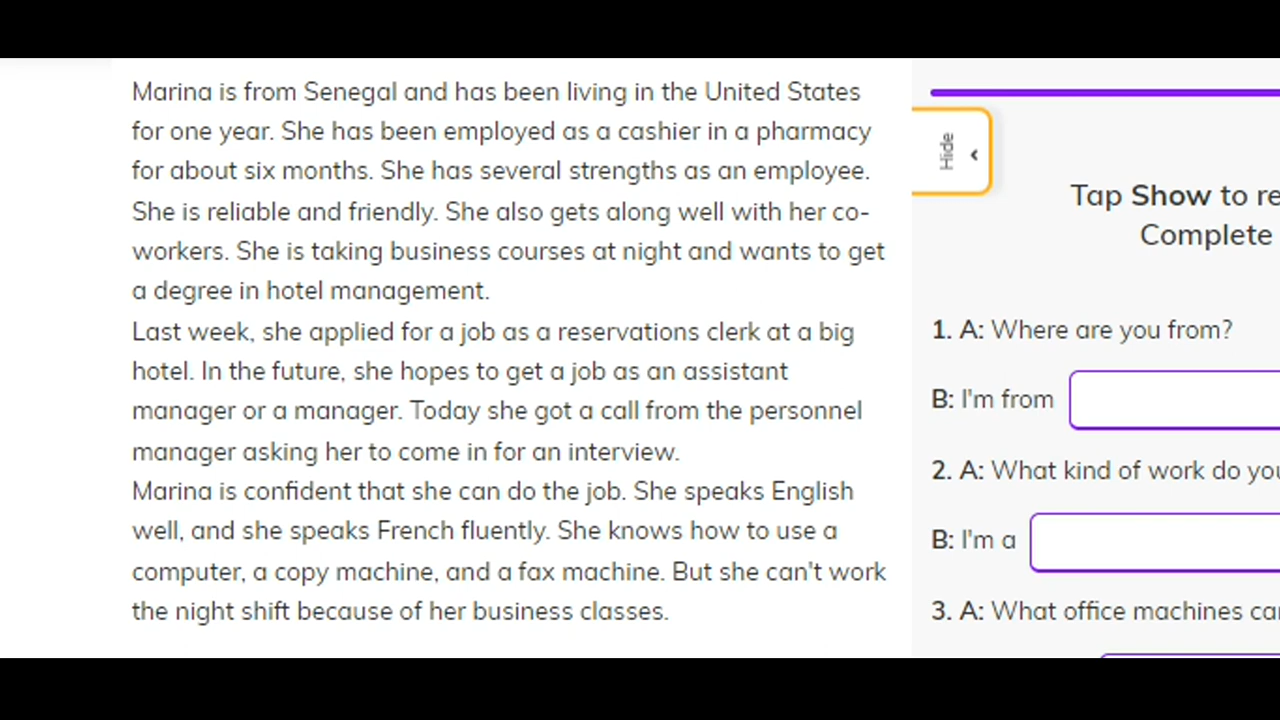 Marina is from Senegal and has been living in the United States
for one year. She has been employed as a cashier in a pharmacy
for about six months. She has several strengths as an employee.
She is reliable and friendly. She also gets along well with her co-
workers. She is taking business courses at night and wants to get
a degree in hotel management.
Last week, she applied for a job as a reservations clerk at a big
hotel. In the future, she hopes to get a job as an assistant
manager or a manager. Today she got a call from the personnel
manager asking her to come in for an interview.
Marina is confident that she can do the job. She speaks English
well, and she speaks French fluently. She knows how to use a
computer, a copy machine, and a fax machine. But she can't work
the night shift because of her business classes.
Hide
Tap Show to re
Complete
1. A: Where are you from?
B: I'm from
2. A: What kind of work do you
B: I'm a
3. A: What office machines ca